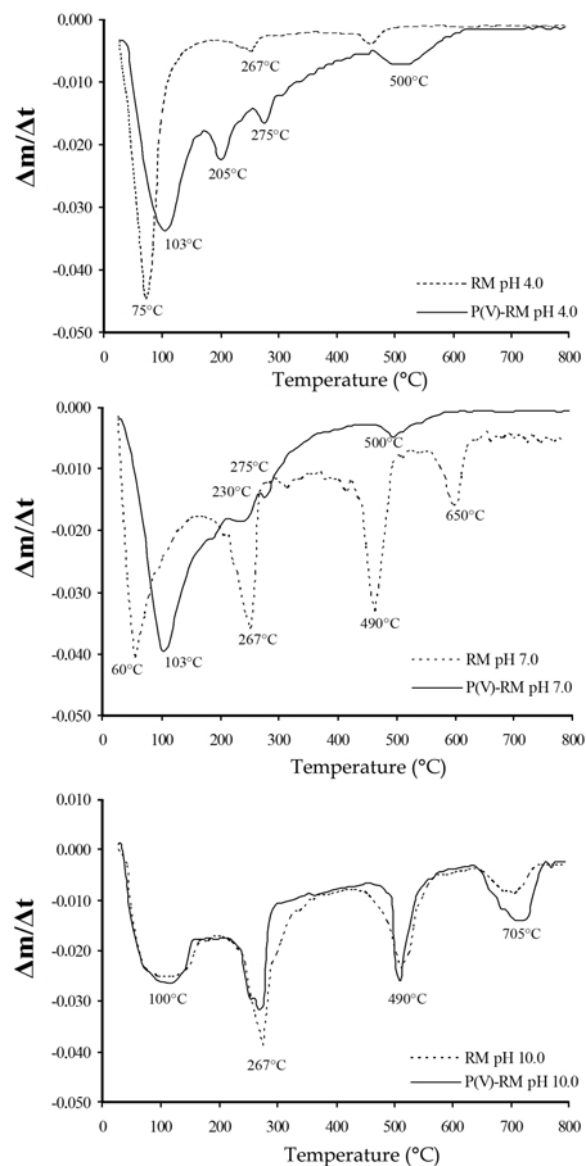 0.000
-0.010
-0.020
-0.030
-0.040
-0.050
Δm/Δt
267°C
500°C
275°C
205°C
103°C
75°C
RM pH 4.0
P(V)-RM pH 4.0
0 100 200 300 400 500 600 700 800
Temperature (°C)
0.000
-0.010
-0.020
-0.030
-0.040
-0.050
Δm/Δt
500°C
275°C
230°C
650°C
267°C
490°C
60°C
103°C
RM pH 7.0
P(V)-RM pH 7.0
0 100 200 300 400 500 600 700 800
Temperature (°C)
0.010
0.000
-0.010
-0.020
-0.030
-0.040
-0.050
Δm/Δt
705°C
100°C
490°C
267°C
RM pH 10.0
P(V)-RM pH 10.0
0 100 200 300 400 500 600 700 800
Temperature (°C)